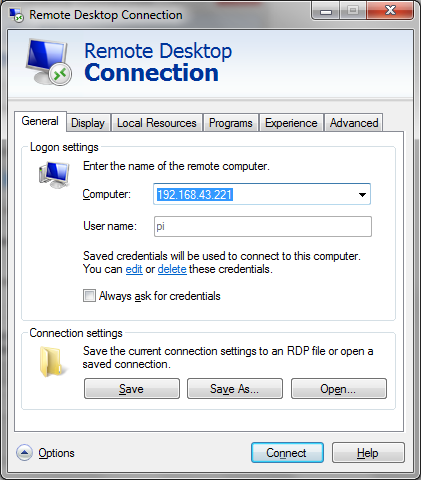 Remote Desktop Connection
Remote Desktop
Connection
General Display Local Resources Programs Experience Advanced
Logon settings
Enter the name of the remote computer.
Computer: 192.168.43.221
User name: pi
Saved credentials will be used to connect to this computer.
You can edit or delete these credentials.
Always ask for credentials
Connection settings
Save the current connection settings to an RDP file or open a
saved connection.
Save Save As... Open...
Options Connect Help